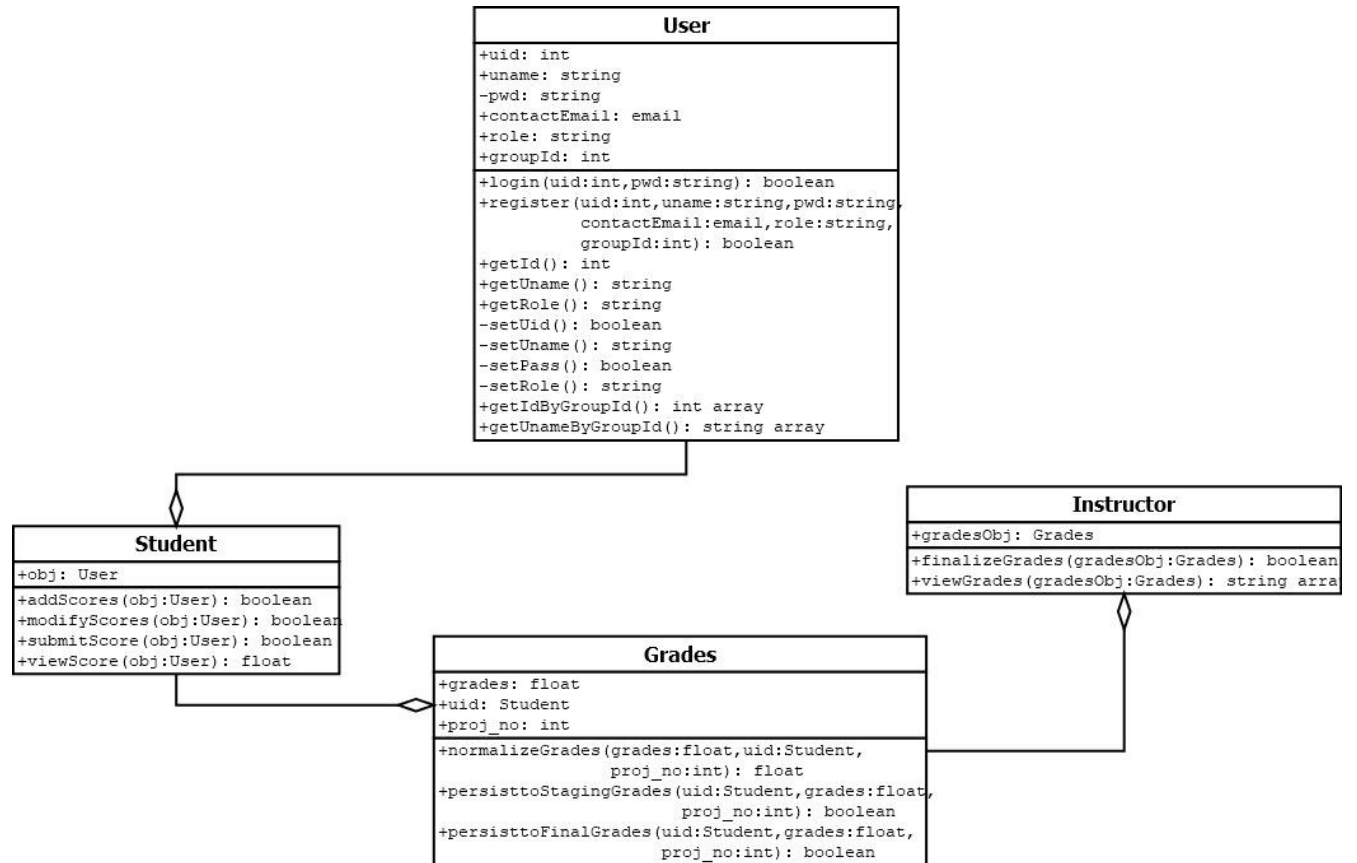 User
+uid: int
+uname: string
-pwd: string
+contactEmail: email
+role: string
+groupId: int
+login(uid:int,pwd:string): boolean
+register(uid:int,uname:string,pwd:string,
contactEmail:email,role:string,
groupId:int): boolean
+getId(): int
+getUname(): string
+getRole(): string
-setUid(): boolean
-setUname(): string
-setPass(): boolean
-setRole(): string
+getIdByGroupId(): int array
+getUnameByGroupId(): string array
Student
+obj: User
+addScores(obj:User): boolean
+modifyScores(obj:User): boolean
+submitScore(obj:User): boolean
+viewScore(obj:User): float
Instructor
+gradesObj: Grades
+finalizeGrades(gradesObj:Grades): boolean
+viewGrades(gradesObj:Grades): string arra
Grades
+grades: float
+uid: Student
+proj_no: int
+normalizeGrades(grades:float,uid:Student,
proj_no:int): float
+persisttoStagingGrades(uid:Student,grades:float,
proj_no:int): boolean
+persisttoFinalGrades(uid:Student,grades:float,
proj_no:int): boolean